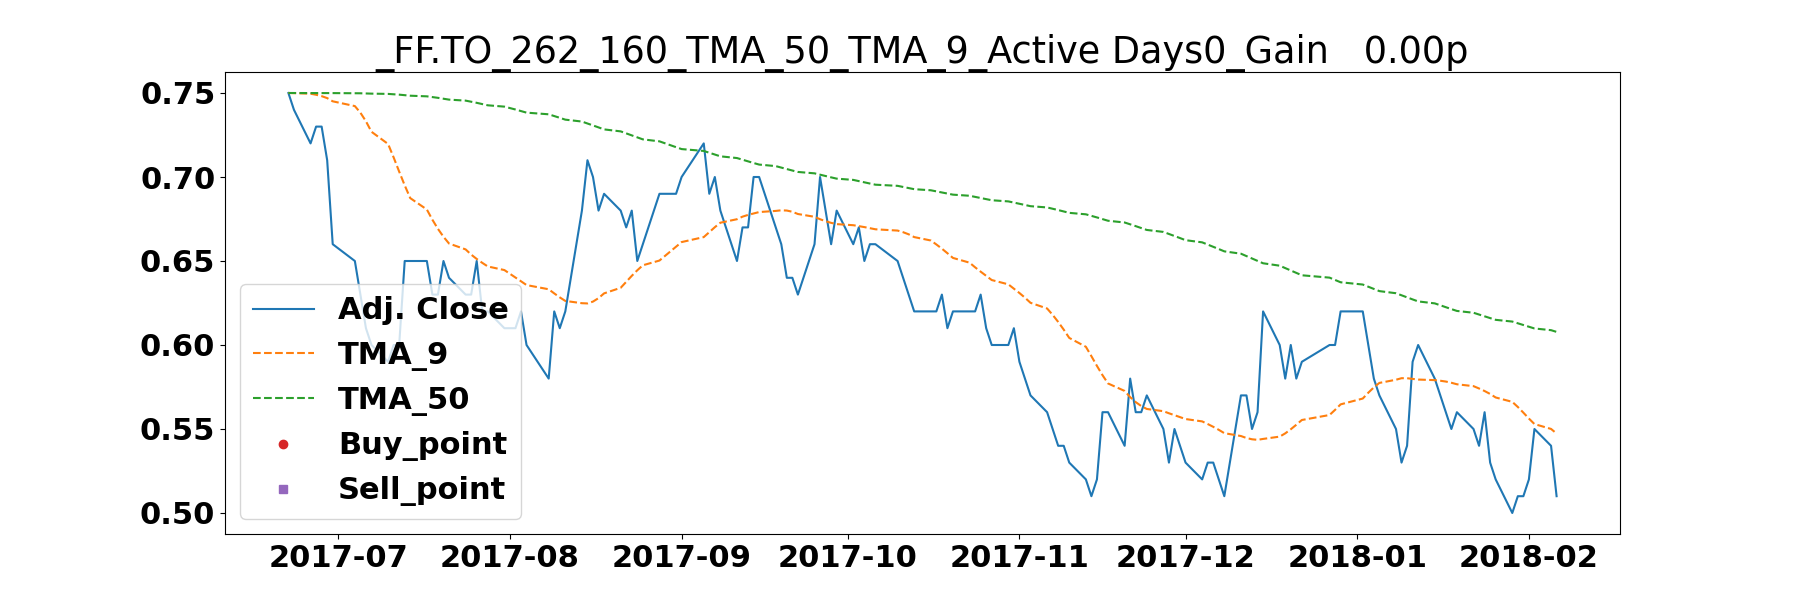 _FF.TO_262_160_TMA_50_TMA_9_Active Days0_Gain   0.00p
0.75
0.70
0.65
0.60
0.55
0.50
Adj. Close
TMA_9
TMA_50
Buy_point
Sell_point
2017-07 2017-08 2017-09 2017-10 2017-11 2017-12 2018-01 2018-02